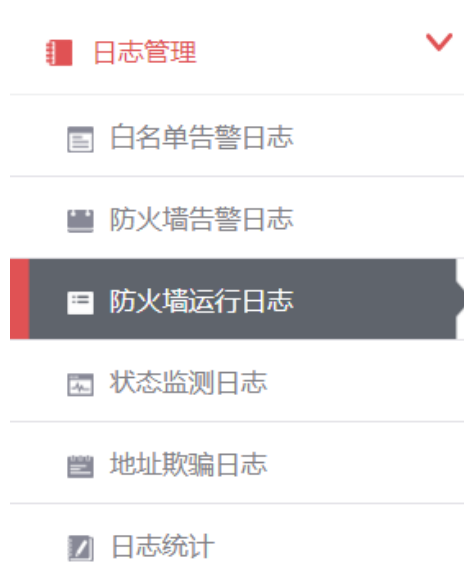 日志管理
白名单告警日志
防火墙告警日志
防火墙运行日志
状态监测日志
地址欺骗日志
日志统计